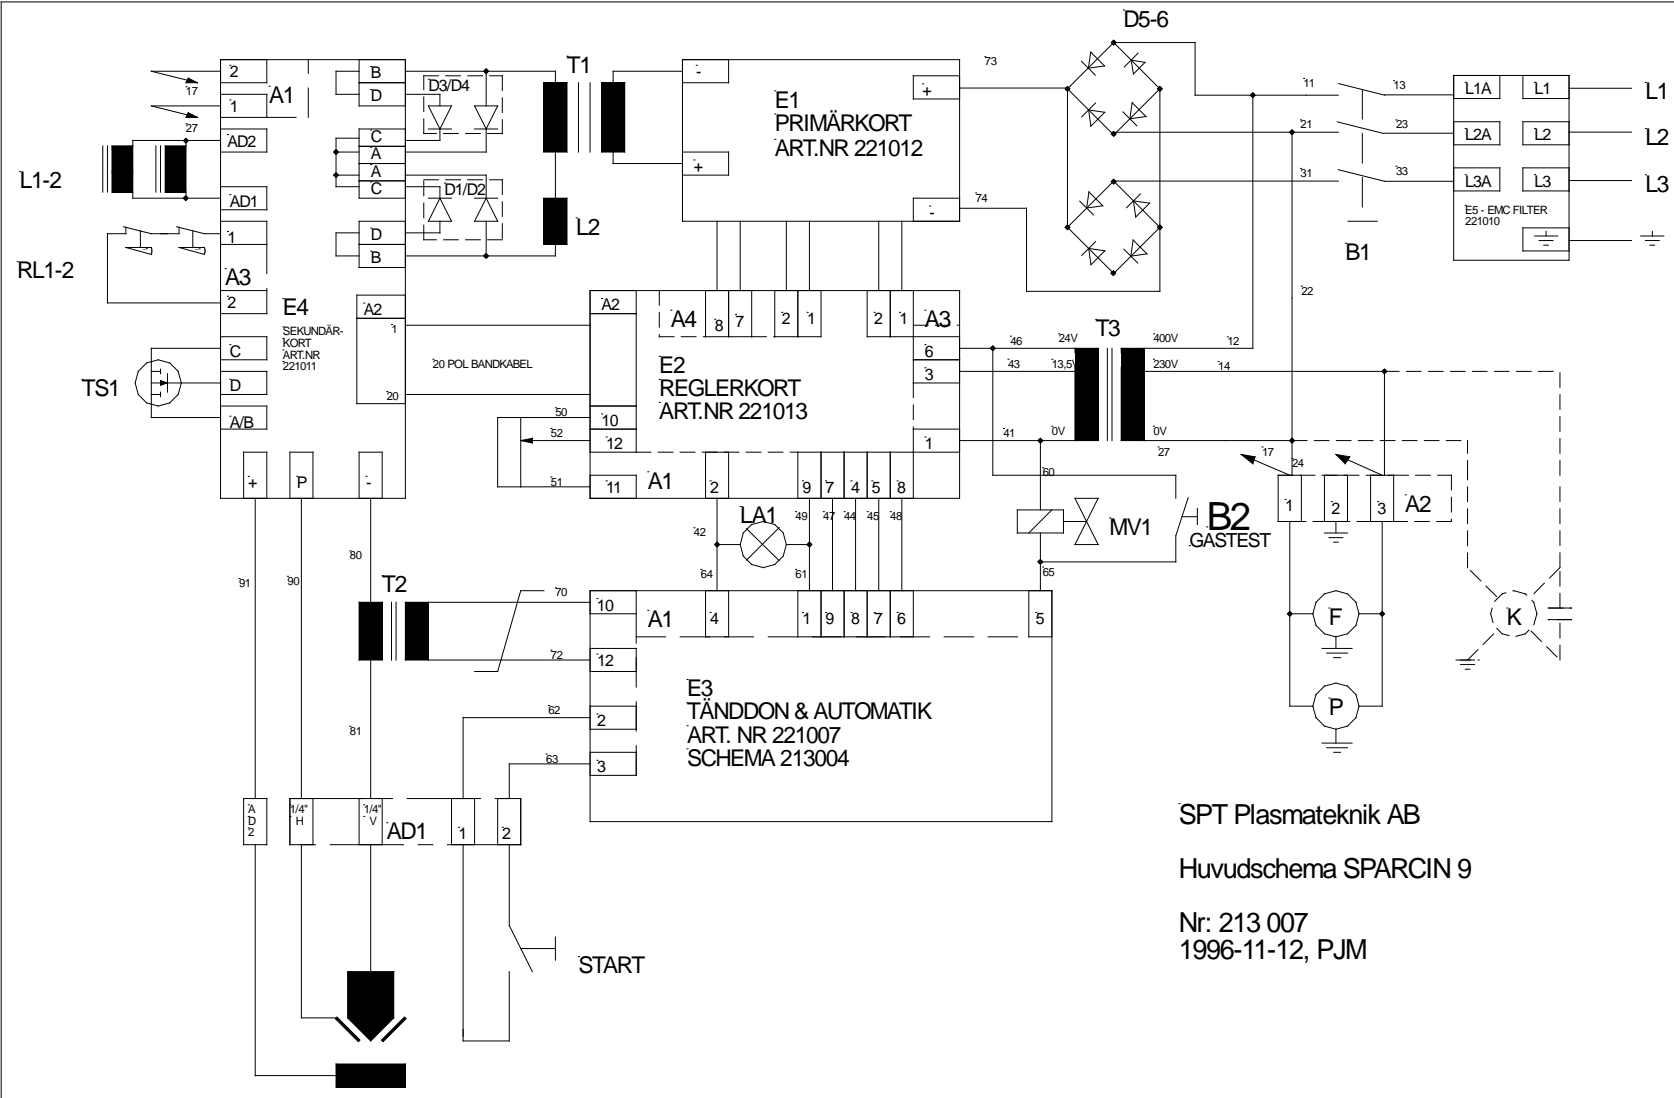 D5-6
T1
73
2
17
A1
1
27
B
D
D3/D4
C
A
A
C
D1/D2
D
B
-
+
+
-
E1
PRIMÄRKORT
ART.NR 221012
74
11
13
21
23
31
33
L1A
L1
L2A
L2
L3A
L3
E5 - EMC FILTER
221010
L1
L2
L3
B1
L1-2
AD2
AD1
RL1-2
1
A3
2
L2
E4
SEKUNDÄR-
KORT
ART.NR
221011
A2
1
20
20 POL BANDKABEL
TS1
C
D
A/B
+
P
-
A2
A4
8
7
2
1
2
1
A3
6
3
1
E2
REGLERKORT
ART.NR 221013
50
10
52
12
51
11
A1
2
9
7
4
5
8
46
24V
T3
400V
12
43
13,5V
230V
14
41
0V
0V
27
22
60
17
24
1
2
3
A2
42
LA1
49
47
44
45
48
MV1
B2
GASTEST
64
61
65
91
90
80
T2
70
10
A1
4
1
9
8
7
6
5
72
12
F
K
P
E3
TÄNDDON & AUTOMATIK
ART. NR 221007
SCHEMA 213004
62
2
63
3
81
A
D
2
1/4"
H
1/4"
V
AD1
1
2
START
SPT Plasmateknik AB
Huvudschema SPARCIN 9
Nr: 213 007
1996-11-12, PJM